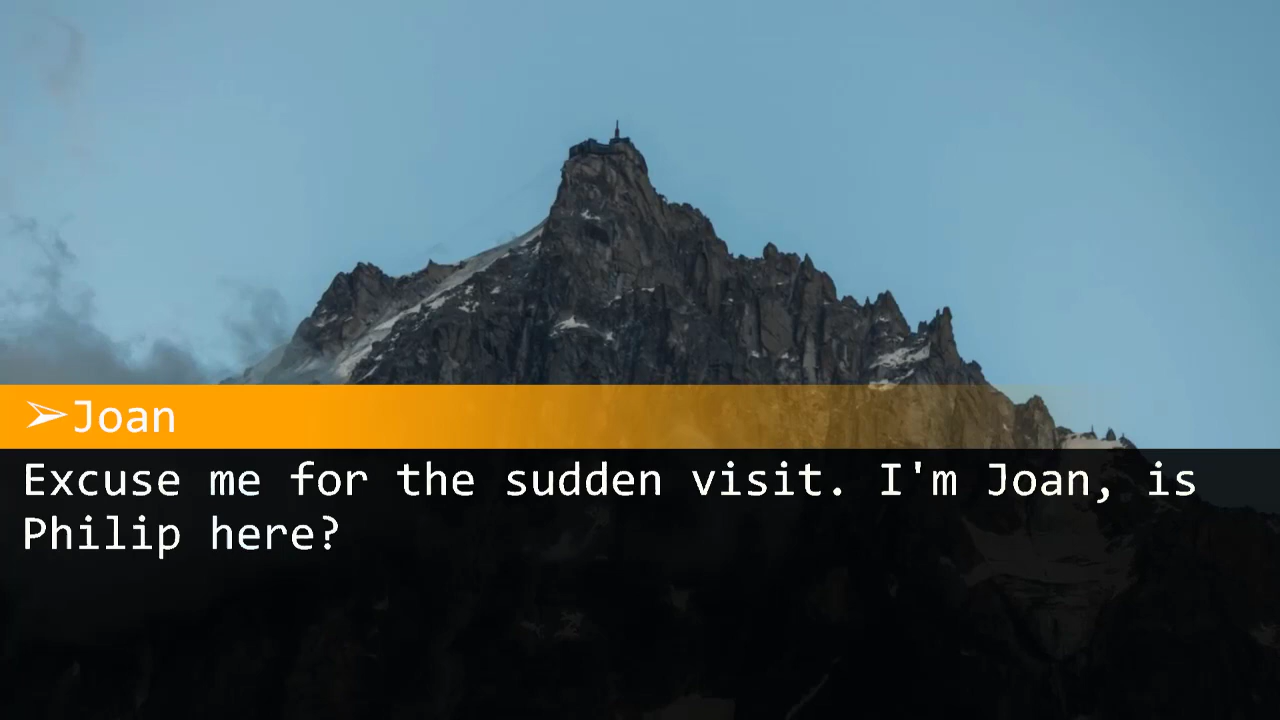 ➢Joan
Excuse me for the sudden visit. I'm Joan, is
Philip here?